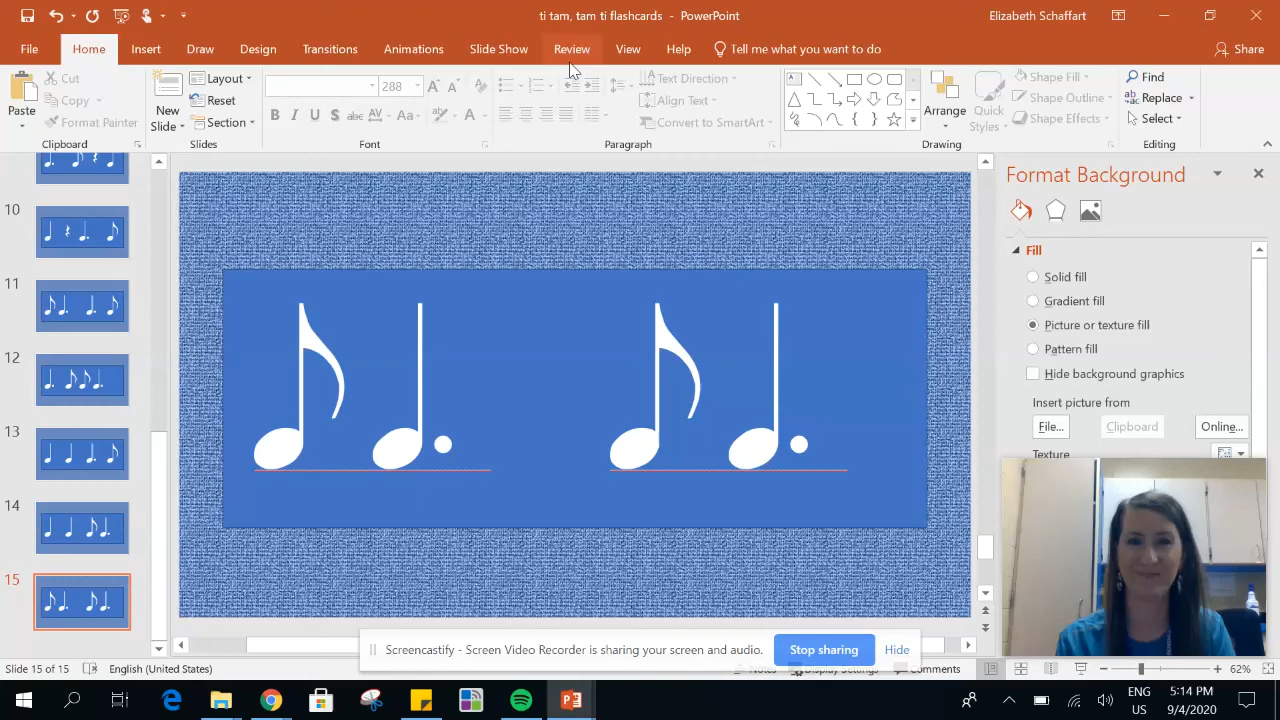 ti tam, tam ti flashcards - PowerPoint
Elizabeth Schaffart
File Home Insert Draw Design Transitions Animations Slide Show Review View Help Tell me what you want to do Share
Paste
Cut
Copy
Format Painter
Clipboard
New Slide
Layout
Reset
Section
Slides
288
B I U S abc AV Aa A
Font
Text Direction
Align Text
Convert to SmartArt
Paragraph
Arrange
Quick Styles
Shape Fill
Shape Outline
Shape Effects
Drawing
Find
Replace
Select
Editing
10
11
12
13
14
15
Format Background
Fill
Solid fill
Gradient fill
Picture or texture fill
Pattern fill
Hide background graphics
Insert picture from
File... Clipboard Online...
Texture
Screencastify - Screen Video Recorder is sharing your screen and audio. Stop sharing Hide
Slide 15 of 15 English (United States) Notes Display Settings Comments 62%
ENG US
5:14 PM
9/4/2020